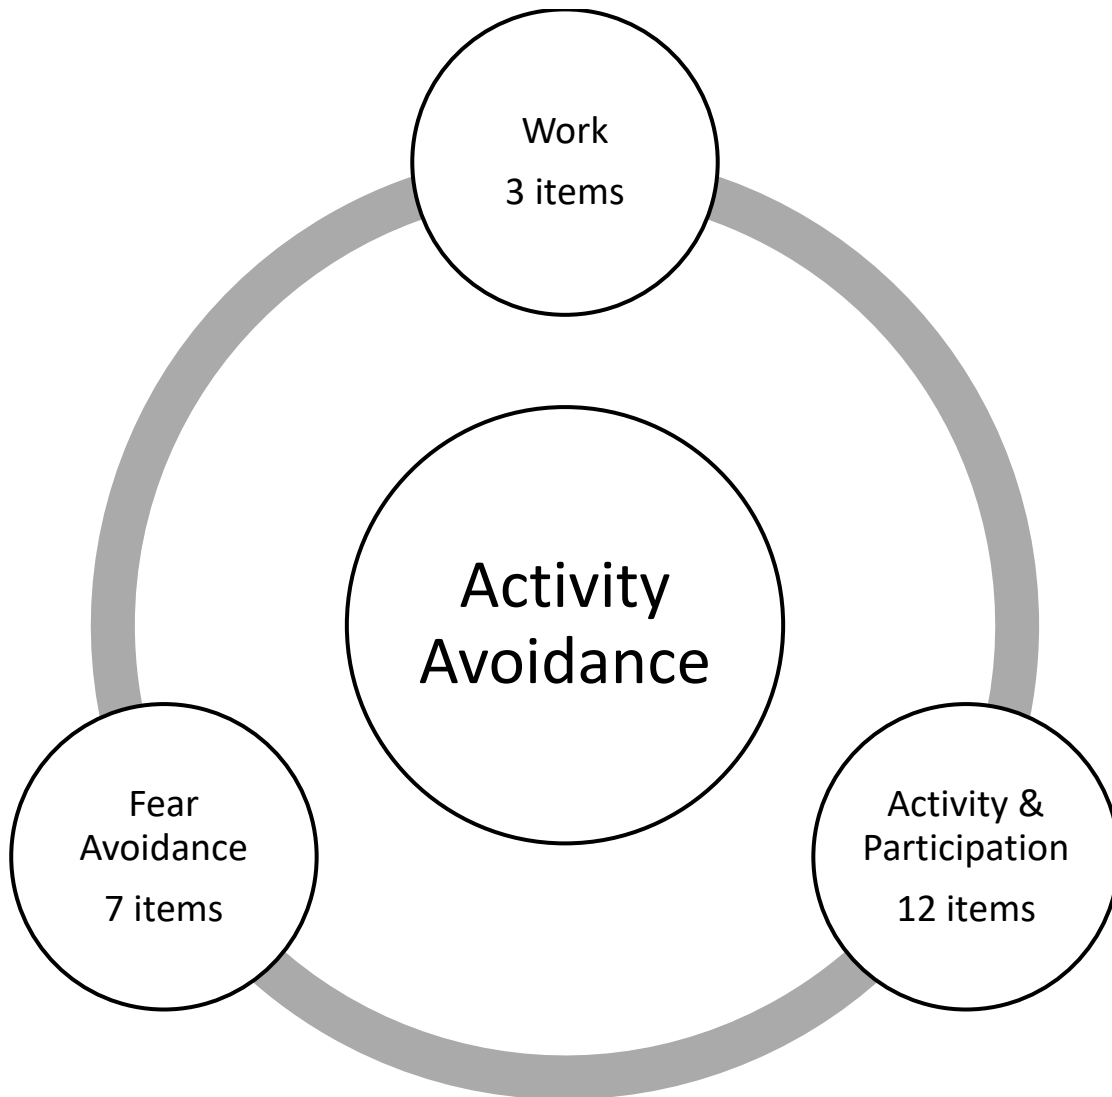 Work
3 items
Activity
Avoidance
Fear
Avoidance
7 items
Activity &
Participation
12 items